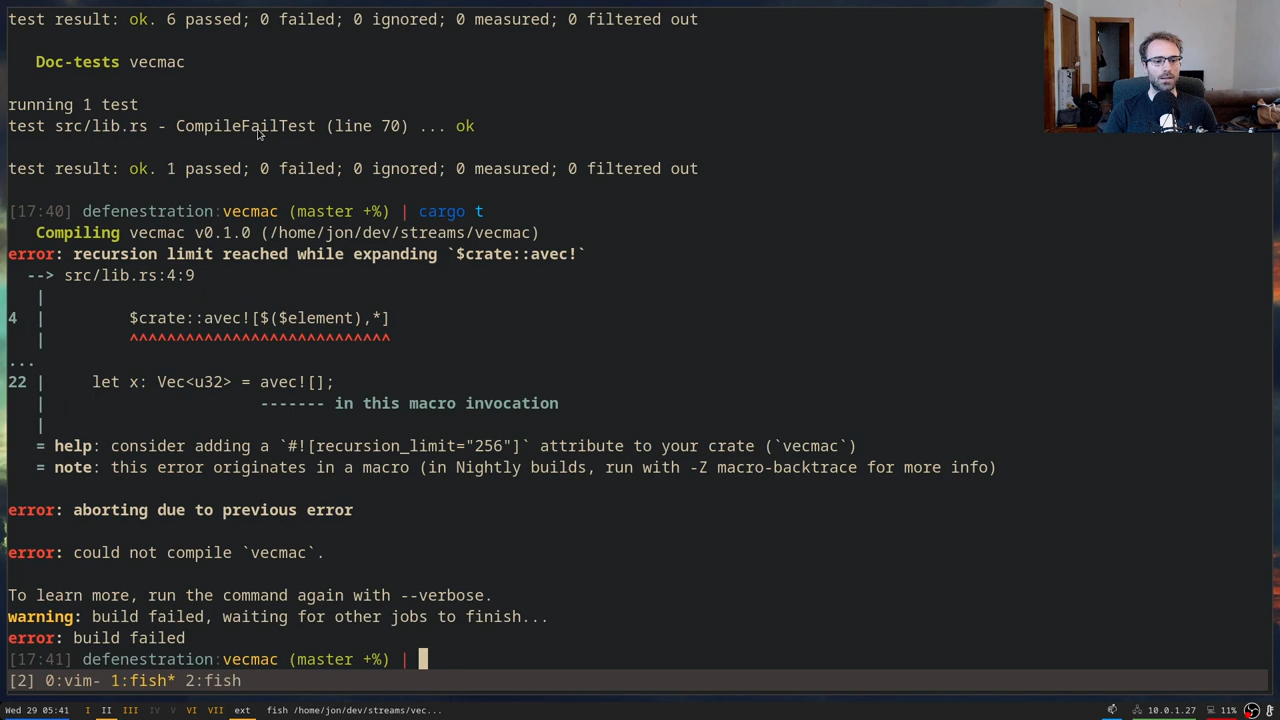 test result: ok. 6 passed; 0 failed; 0 ignored; 0 measured; 0 filtered out
Doc-tests vecmac
running 1 test
test src/lib.rs - CompileFailTest (line 70) ... ok
test result: ok. 1 passed; 0 failed; 0 ignored; 0 measured; 0 filtered out
[17:40] defenestration:vecmac (master +%) | cargo t
Compiling vecmac v0.1.0 (/home/jon/dev/streams/vecmac)
error: recursion limit reached while expanding `$crate::avec!`
--> src/lib.rs:4:9
|
4 | $crate::avec![$($element),*]
| ^^^^^^^^^^^^^^^^^^^^^^^^^^^^
...
22 | let x: Vec<u32> = avec![];
| ------- in this macro invocation
|
= help: consider adding a `#![recursion_limit="256"]` attribute to your crate (`vecmac`)
= note: this error originates in a macro (in Nightly builds, run with -Z macro-backtrace for more info)
error: aborting due to previous error
error: could not compile `vecmac`.
To learn more, run the command again with --verbose.
warning: build failed, waiting for other jobs to finish...
error: build failed
[17:41] defenestration:vecmac (master +%) |
[2] 0:vim- 1:fish* 2:fish
Wed 29 05:41 I II III IV V VI VII ext fish /home/jon/dev/streams/vec... 10.0.1.27 11%